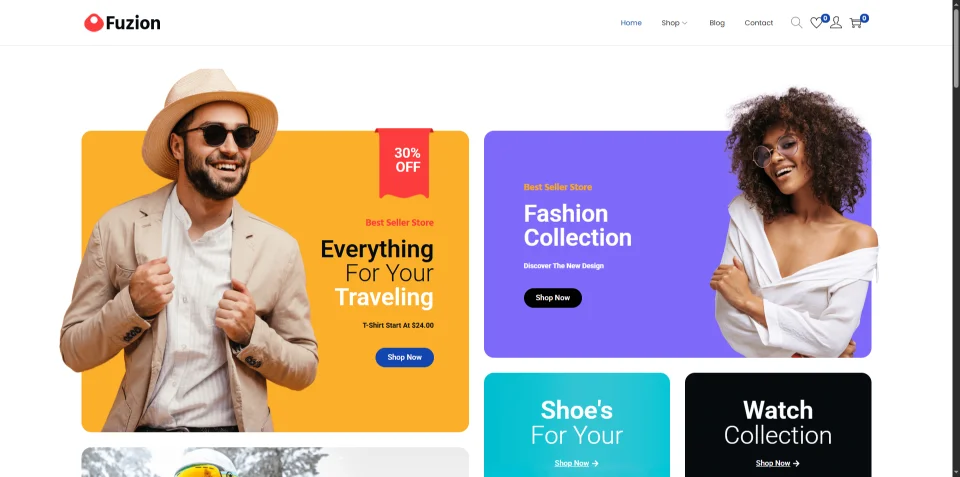 Fuzion
Home
Shop
Blog
Contact
0
0
30%
OFF
Best Seller Store
Everything
For Your
Traveling
T-Shirt Start At $24.00
Shop Now
Best Seller Store
Fashion
Collection
Discover The New Design
Shop Now
Shoe's
For Your
Shop Now
Watch
Collection
Shop Now